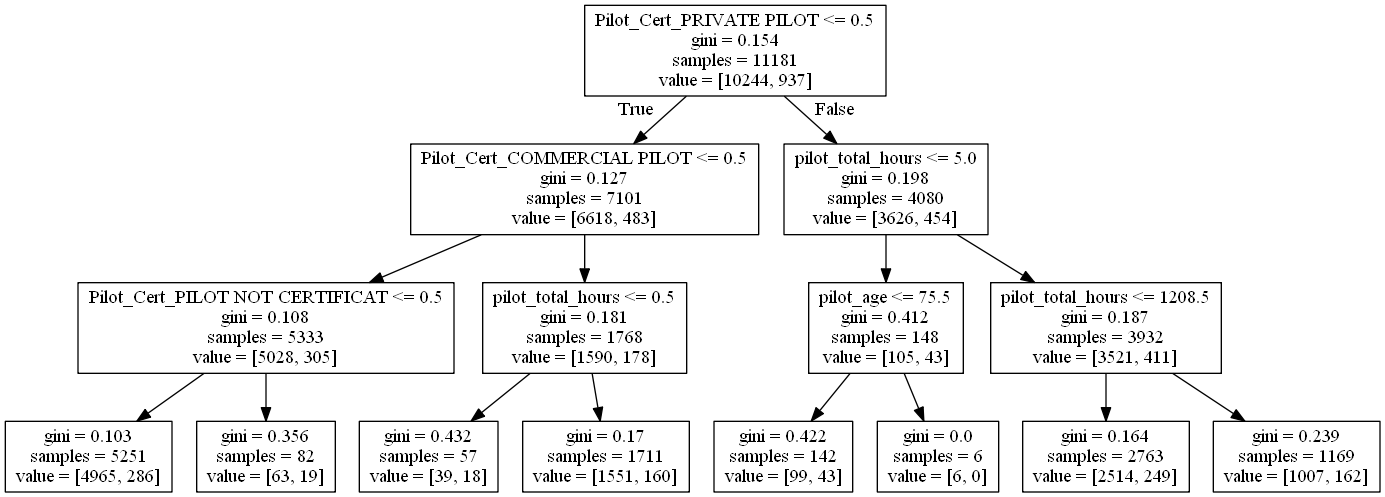 Pilot_Cert_PRIVATE PILOT <= 0.5
gini = 0.154
samples = 11181
value = [10244, 937]
True
False
Pilot_Cert_COMMERCIAL PILOT <= 0.5
gini = 0.127
samples = 7101
value = [6618, 483]
pilot_total_hours <= 5.0
gini = 0.198
samples = 4080
value = [3626, 454]
Pilot_Cert_PILOT NOT CERTIFICAT <= 0.5
gini = 0.108
samples = 5333
value = [5028, 305]
pilot_total_hours <= 0.5
gini = 0.181
samples = 1768
value = [1590, 178]
pilot_age <= 75.5
gini = 0.412
samples = 148
value = [105, 43]
pilot_total_hours <= 1208.5
gini = 0.187
samples = 3932
value = [3521, 411]
gini = 0.103
samples = 5251
value = [4965, 286]
gini = 0.356
samples = 82
value = [63, 19]
gini = 0.432
samples = 57
value = [39, 18]
gini = 0.17
samples = 1711
value = [1551, 160]
gini = 0.422
samples = 142
value = [99, 43]
gini = 0.0
samples = 6
value = [6, 0]
gini = 0.164
samples = 2763
value = [2514, 249]
gini = 0.239
samples = 1169
value = [1007, 162]